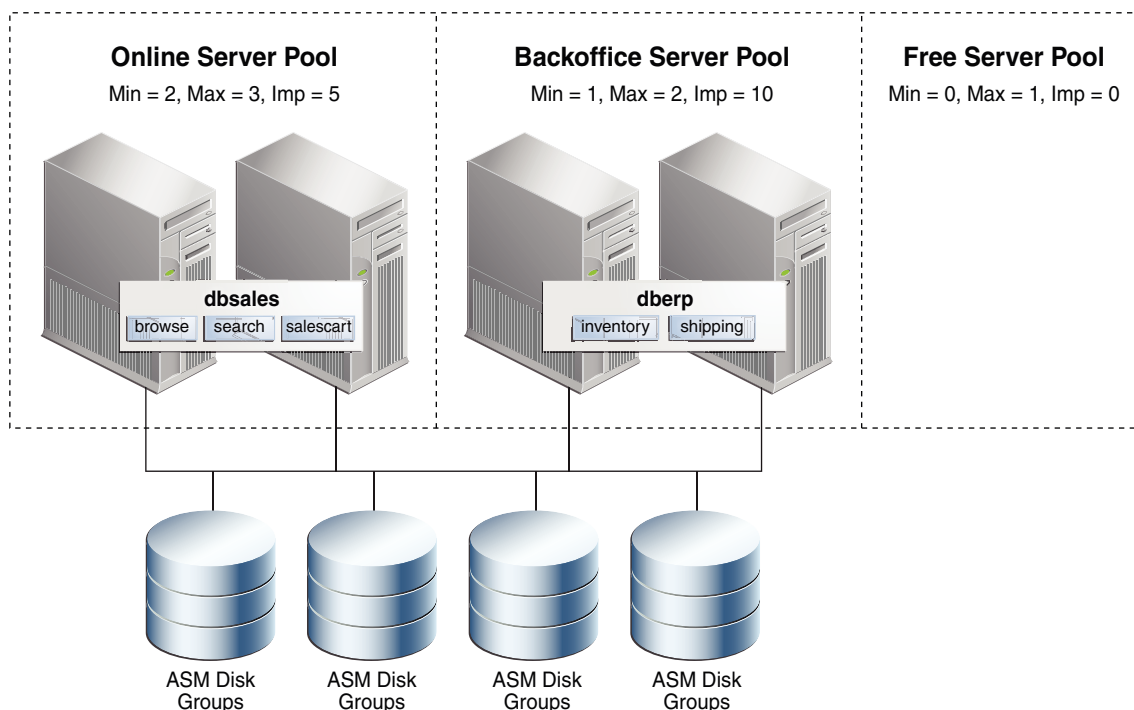 Online Server Pool
Min = 2, Max = 3, Imp = 5
Backoffice Server Pool
Min = 1, Max = 2, Imp = 10
Free Server Pool
Min = 0, Max = 1, Imp = 0
dbsales
browse
search
salescart
dberp
inventory
shipping
ASM Disk
Groups
ASM Disk
Groups
ASM Disk
Groups
ASM Disk
Groups